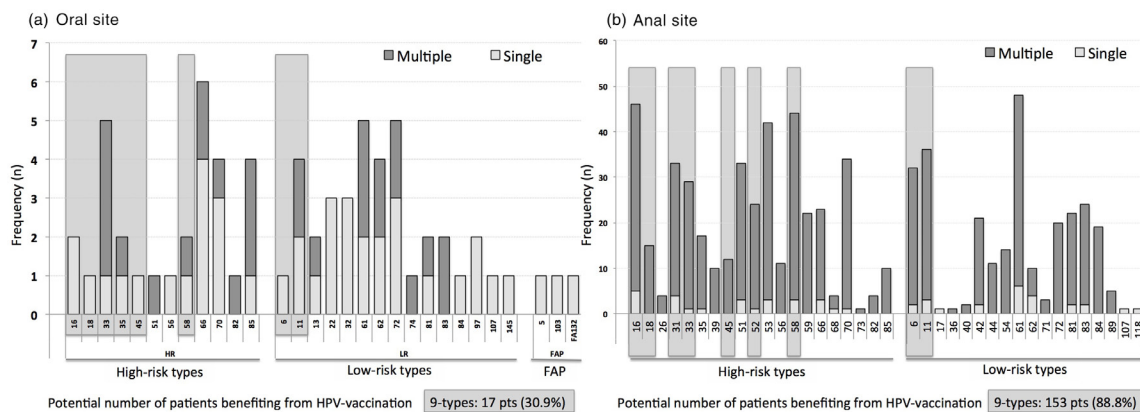 (a) Oral site
7
6
5
4
3
2
1
0
Frequency (n)
Multiple
Single
16 18 33 35 45 51 56 58 66 70 82 85 6 11 13 22 32 61 62 72 74 81 83 84 97 107 145 5 103 FA132
HR LR FAP
High-risk types Low-risk types FAP
Potential number of patients benefiting from HPV-vaccination 9-types: 17 pts (30.9%)
(b) Anal site
60
50
40
30
20
10
0
Frequency (n)
Multiple
Single
16 18 26 31 33 35 39 45 51 52 53 56 58 59 66 68 70 73 82 85 6 11 17 36 40 42 44 54 61 62 71 72 81 83 84 89 107 118
High-risk types Low-risk types
Potential number of patients benefiting from HPV-vaccination 9-types: 153 pts (88.8%)